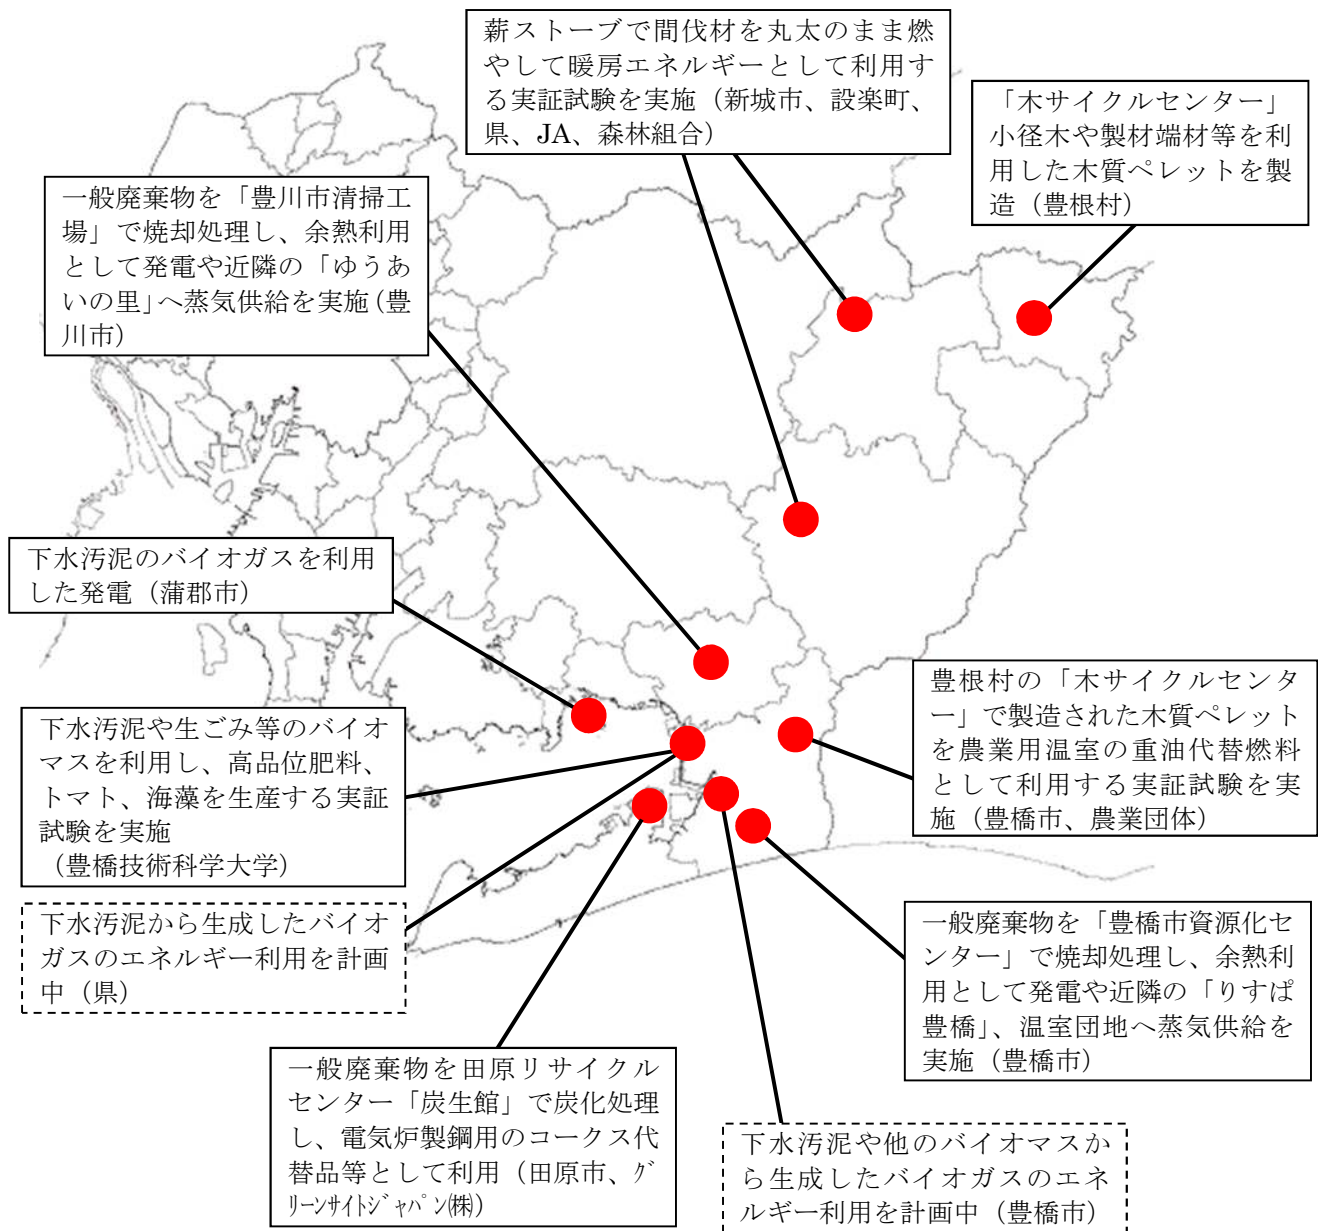 薪ストーブで間伐材を丸太のまま燃
やして暖房エネルギーとして利用す
る実証試験を実施（新城市、設楽町、
県、JA、森林組合）
「木サイクルセンター」
小径木や製材端材等を利
用した木質ペレットを製
造（豊根村）
一般廃棄物を「豊川市清掃工
場」で焼却処理し、余熱利用
として発電や近隣の「ゆうあ
いの里」へ蒸気供給を実施（豊
川市）
下水汚泥のバイオガスを利用
した発電（蒲郡市）
豊根村の「木サイクルセンタ
ー」で製造された木質ペレット
を農業用温室の重油代替燃料
として利用する実証試験を実
施（豊橋市、農業団体）
下水汚泥や生ごみ等のバイオ
マスを利用し、高品位肥料、
トマト、海藻を生産する実証
試験を実施
（豊橋技術科学大学）
下水汚泥から生成したバイオ
ガスのエネルギー利用を計画
中（県）
一般廃棄物を「豊橋市資源化セ
ンター」で焼却処理し、余熱利
用として発電や近隣の「りすぱ
豊橋」、温室団地へ蒸気供給を
実施（豊橋市）
一般廃棄物を田原リサイクル
センター「炭生館」で炭化処理
し、電気炉製鋼用のコークス代
替品等として利用（田原市、ｸﾞ
ﾘｰﾝｻｲﾄｼﾞｬﾊﾟﾝ㈱）
下水汚泥や他のバイオマスか
ら生成したバイオガスのエネ
ルギー利用を計画中（豊橋市）